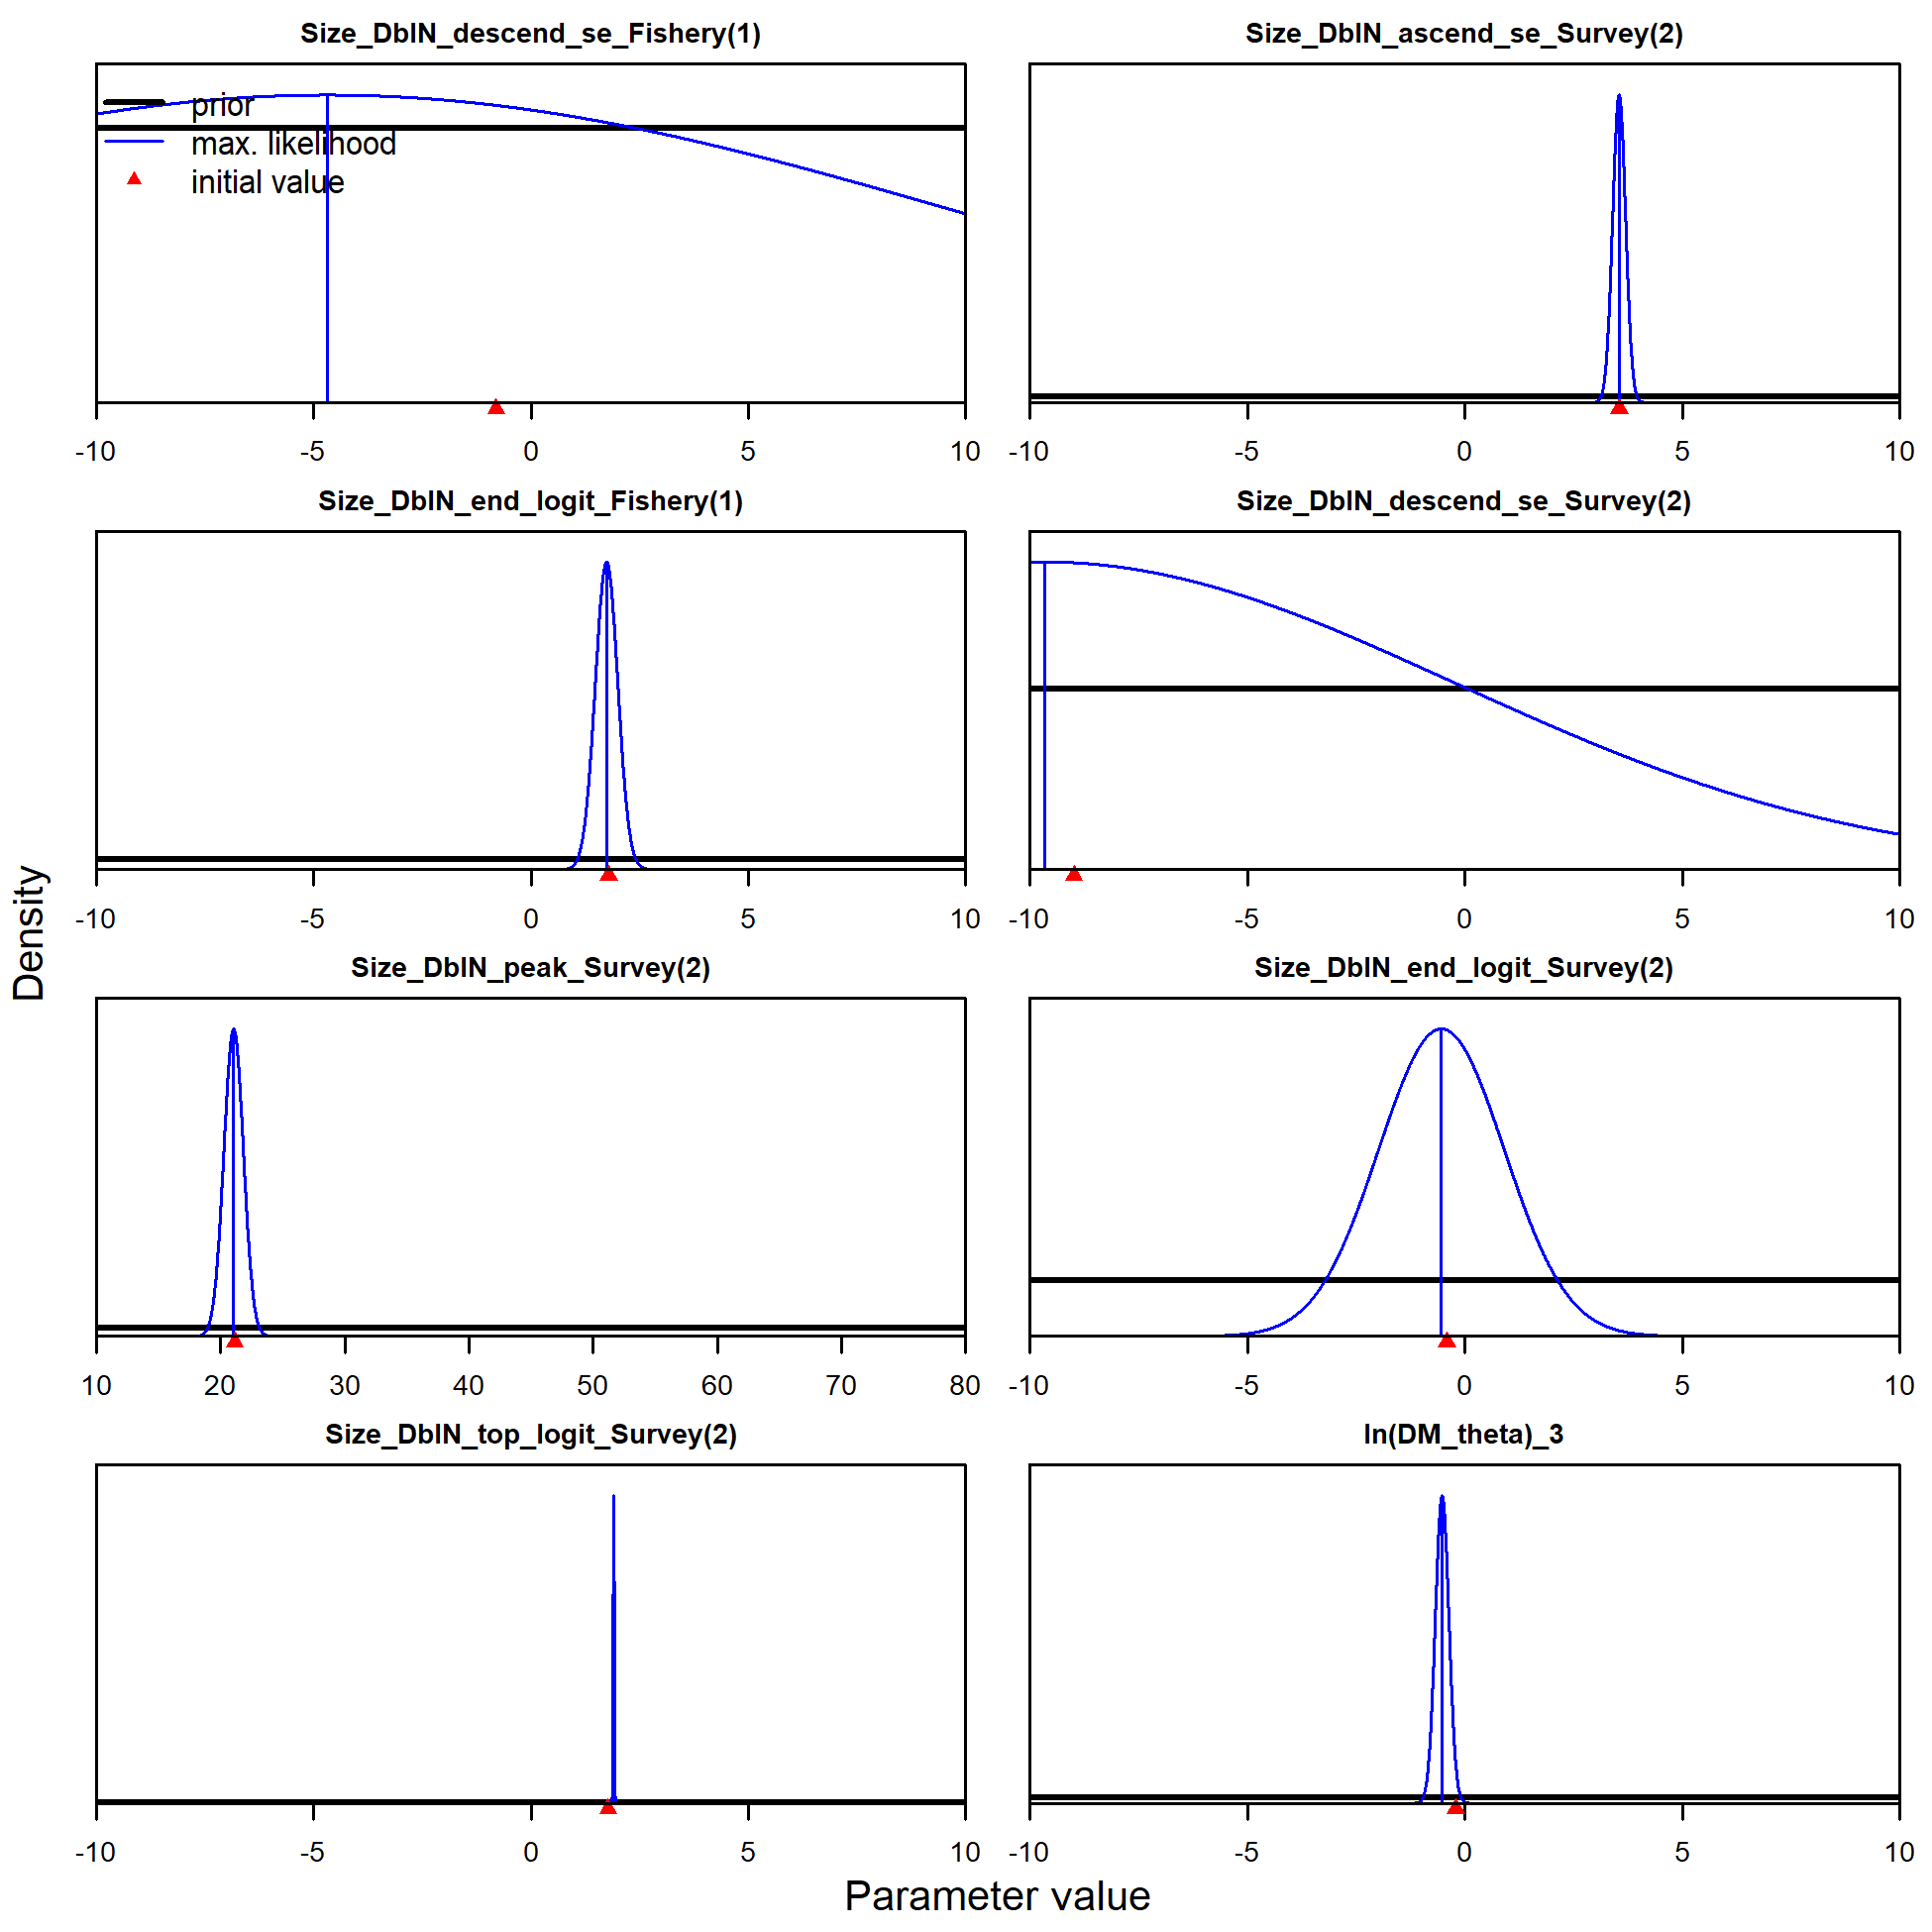 Size_DblN_descend_se_Fishery(1)
prior
max. likelihood
initial value
-10 -5 0 5 10
Size_DblN_ascend_se_Survey(2)
-10 -5 0 5 10
Size_DblN_end_logit_Fishery(1)
-10 -5 0 5 10
Size_DblN_descend_se_Survey(2)
-10 -5 0 5 10
Size_DblN_peak_Survey(2)
10 20 30 40 50 60 70 80
Size_DblN_end_logit_Survey(2)
-10 -5 0 5 10
Size_DblN_top_logit_Survey(2)
-10 -5 0 5 10
ln(DM_theta)_3
-10 -5 0 5 10
Density
Parameter value